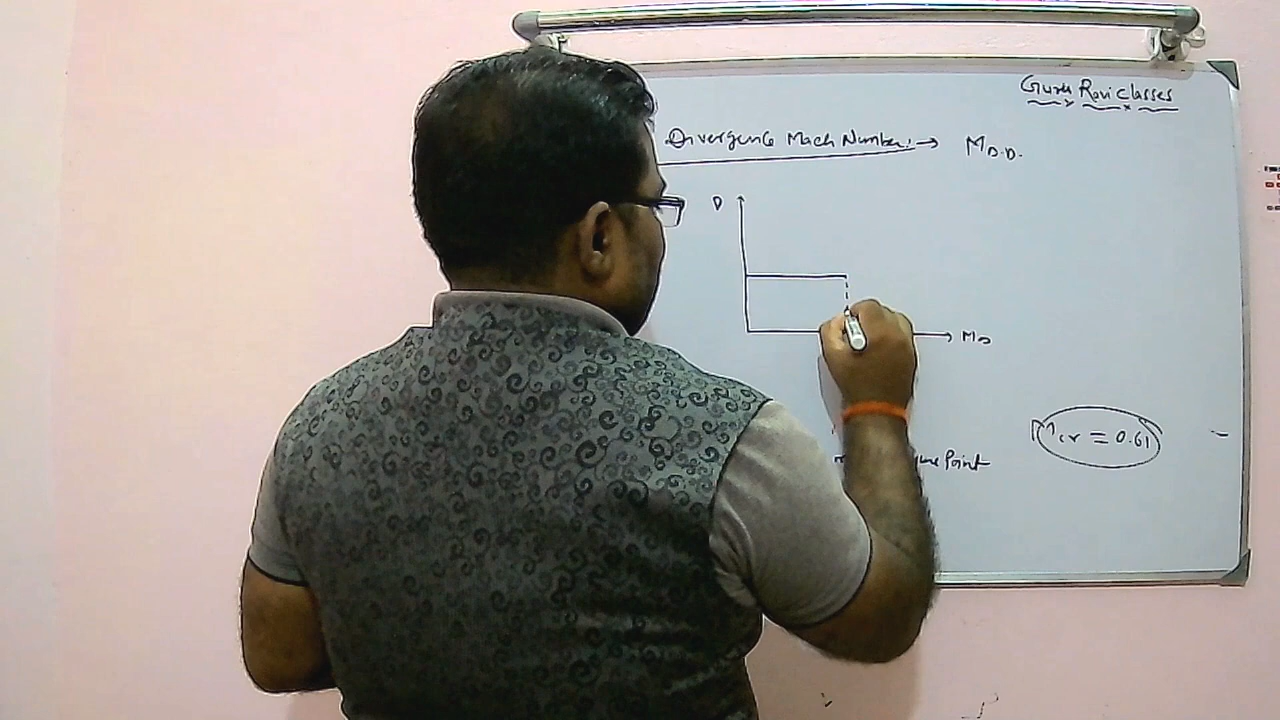 Guru Ravi classes
Divergence Mach Number: → M D.D.
D
M∞
Mcr = 0.61
Point